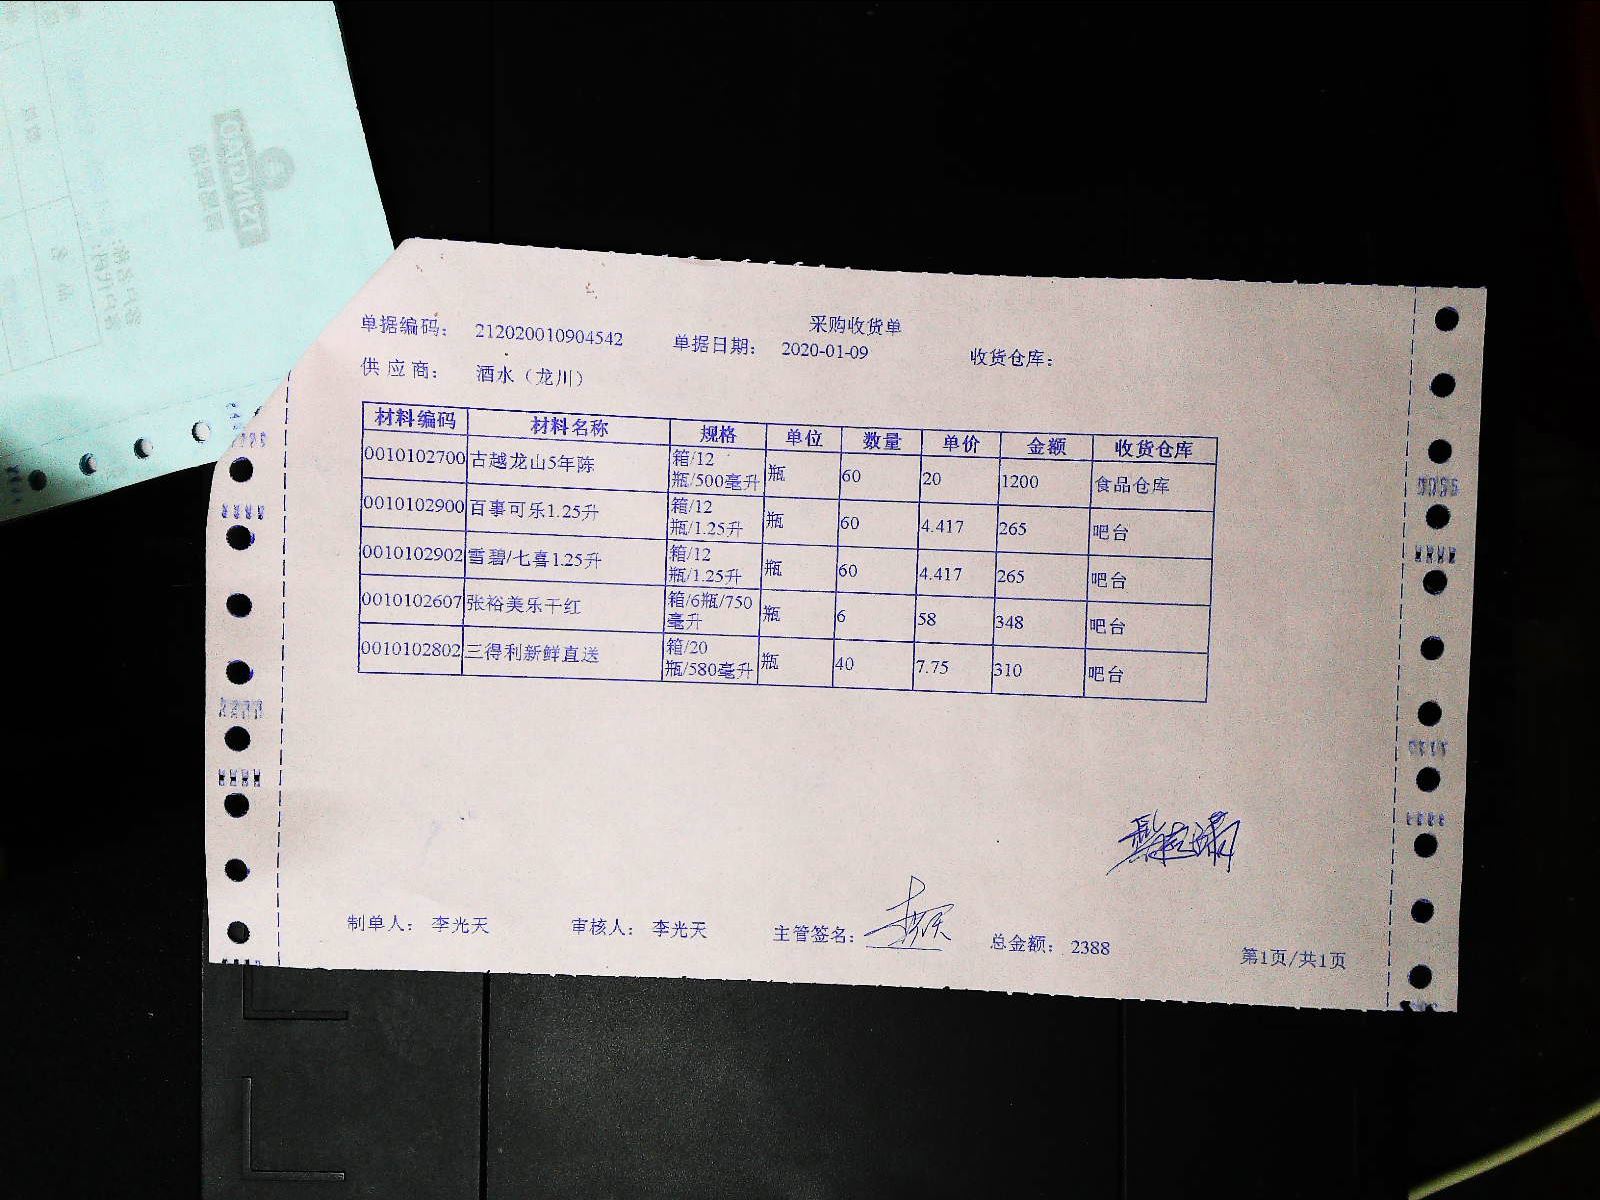 采购收货单
单据编码： 212020010904542 单据日期： 2020-01-09 收货仓库：
供 应 商： 酒水（龙川）
材料编码 材料名称 规格 单位 数量 单价 金额 收货仓库
0010102700 古越龙山5年陈 箱/12瓶/500毫升 瓶 60 20 1200 食品仓库
0010102900 百事可乐1.25升 箱/12瓶/1.25升 瓶 60 4.417 265 吧台
0010102902 雪碧/七喜1.25升 箱/12瓶/1.25升 瓶 60 4.417 265 吧台
0010102607 张裕美乐干红 箱/6瓶/750毫升 瓶 6 58 348 吧台
0010102802 三得利新鲜直送 箱/20瓶/580毫升 瓶 40 7.75 310 吧台
制单人： 李光天 审核人： 李光天 主管签名： 总金额： 2388
第1页/共1页